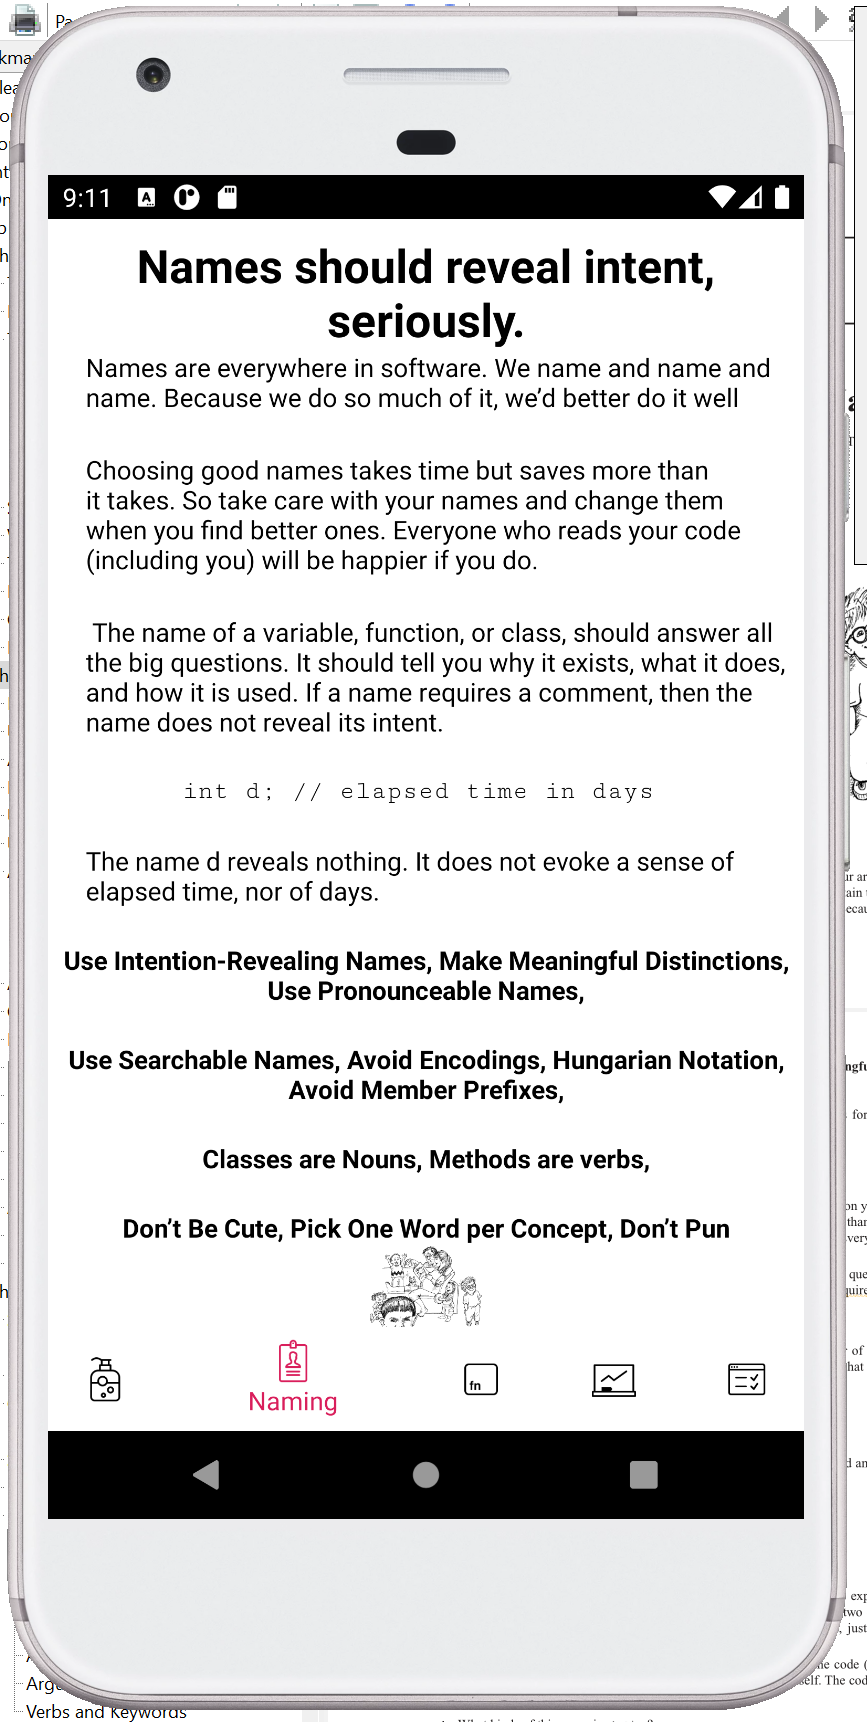 Pa
kma
lea
9:11
Names should reveal intent,
seriously.
Names are everywhere in software. We name and name and
name. Because we do so much of it, we’d better do it well
Choosing good names takes time but saves more than
it takes. So take care with your names and change them
when you find better ones. Everyone who reads your code
(including you) will be happier if you do.
The name of a variable, function, or class, should answer all
the big questions. It should tell you why it exists, what it does,
and how it is used. If a name requires a comment, then the
name does not reveal its intent.
int d; // elapsed time in days
The name d reveals nothing. It does not evoke a sense of
elapsed time, nor of days.
Use Intention-Revealing Names, Make Meaningful Distinctions,
Use Pronounceable Names,
Use Searchable Names, Avoid Encodings, Hungarian Notation,
Avoid Member Prefixes,
Classes are Nouns, Methods are verbs,
Don’t Be Cute, Pick One Word per Concept, Don’t Pun
fn
Naming
Argu
Verbs and Keywords